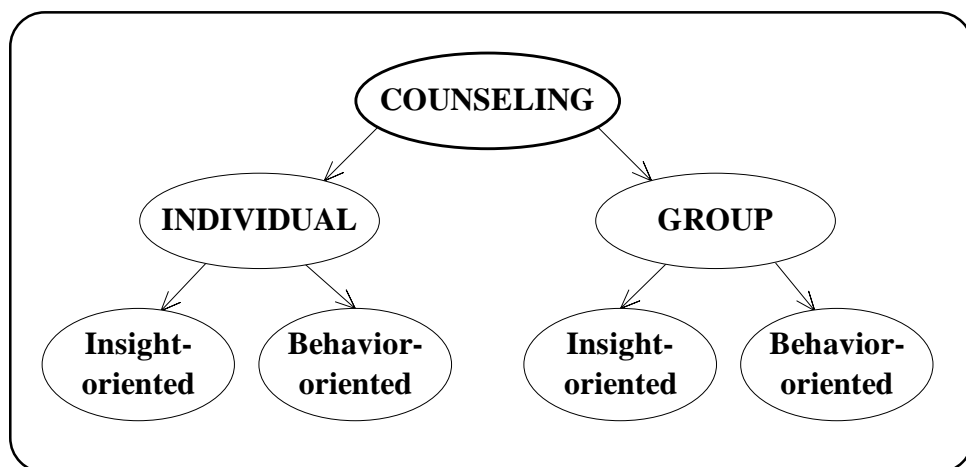 COUNSELING
INDIVIDUAL
GROUP
Insight-
oriented
Behavior-
oriented
Insight-
oriented
Behavior-
oriented